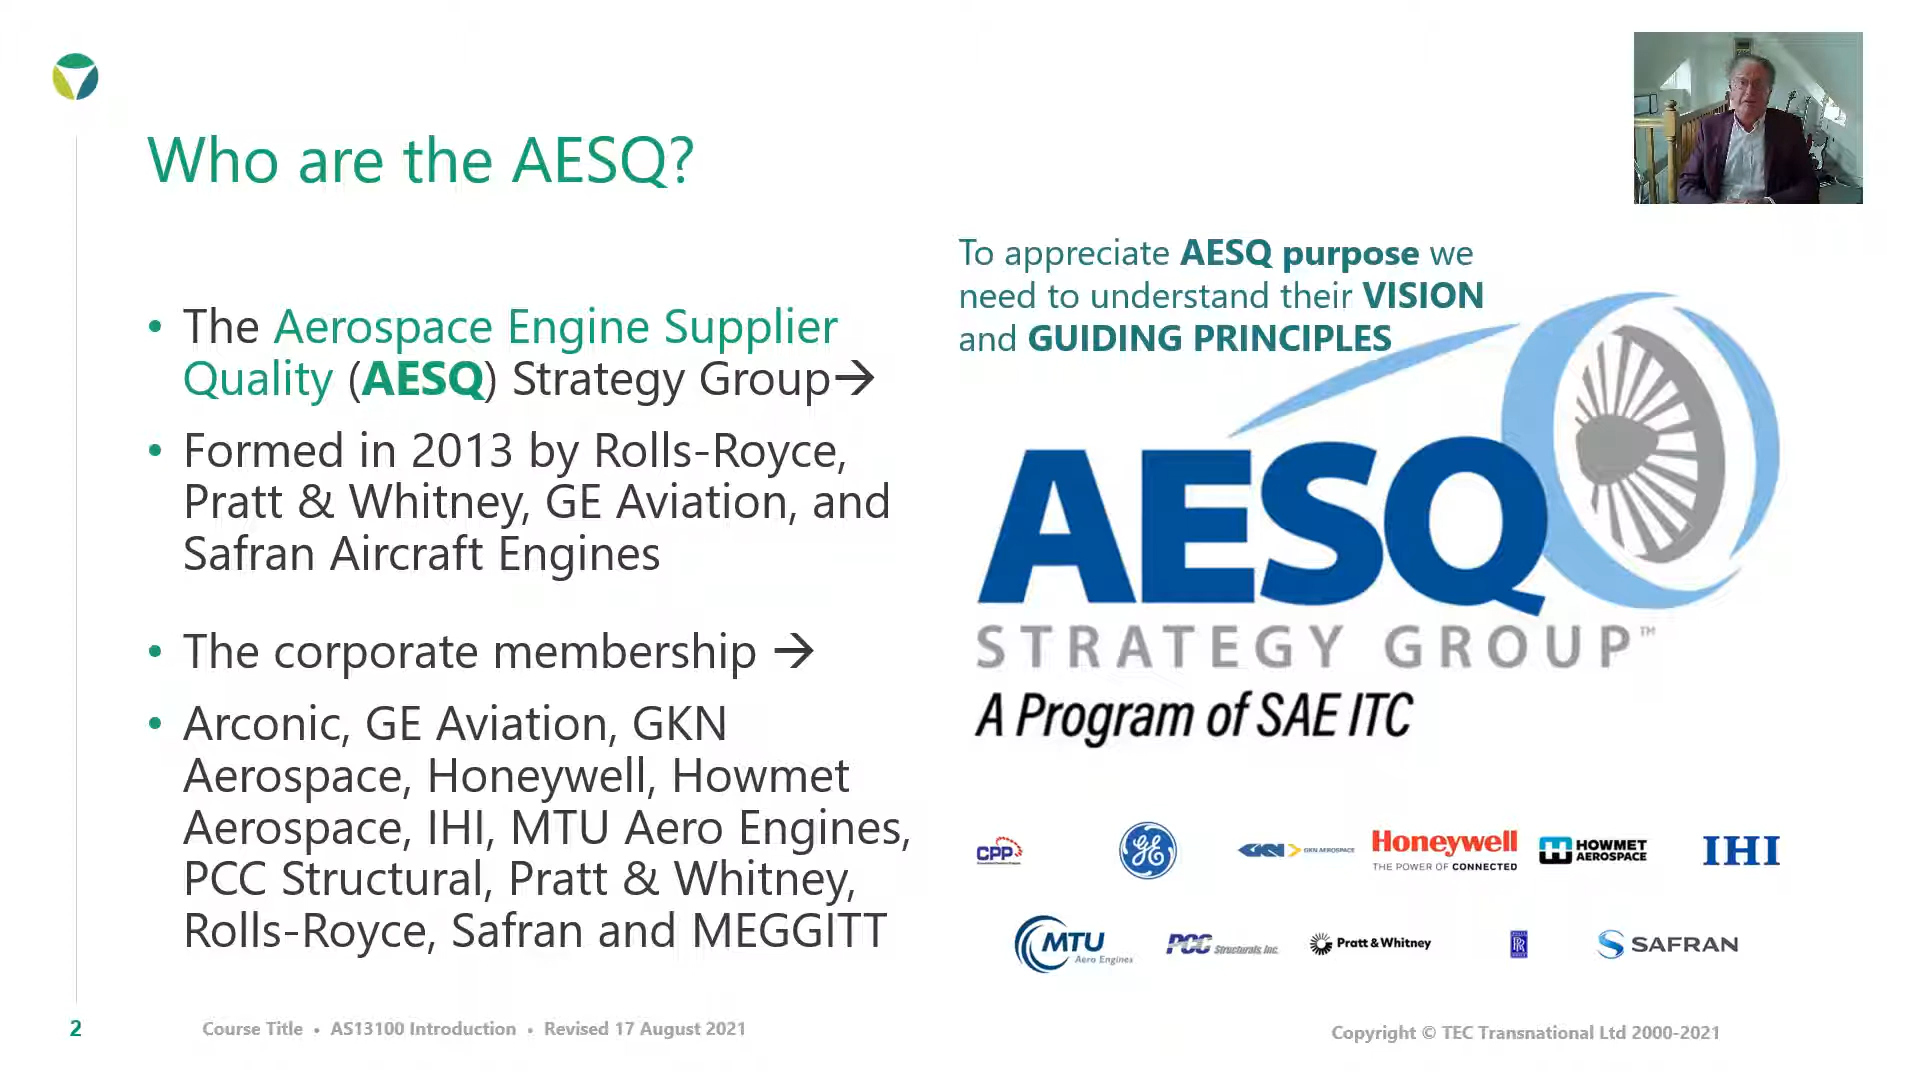 Who are the AESQ?
• The Aerospace Engine Supplier
Quality (AESQ) Strategy Group→
• Formed in 2013 by Rolls-Royce,
Pratt & Whitney, GE Aviation, and
Safran Aircraft Engines
• The corporate membership →
• Arconic, GE Aviation, GKN
Aerospace, Honeywell, Howmet
Aerospace, IHI, MTU Aero Engines,
PCC Structural, Pratt & Whitney,
Rolls-Royce, Safran and MEGGITT
To appreciate AESQ purpose we
need to understand their VISION
and GUIDING PRINCIPLES
AESQ
STRATEGY GROUP™
A Program of SAE ITC
CPP
GE
GKN GKN AEROSPACE
Honeywell
THE POWER OF CONNECTED
HOWMET
AEROSPACE
IHI
MTU
Aero Engines
PCC Structurals, Inc.
Pratt & Whitney
RR
SAFRAN
2
Course Title • AS13100 Introduction • Revised 17 August 2021
Copyright © TEC Transnational Ltd 2000-2021